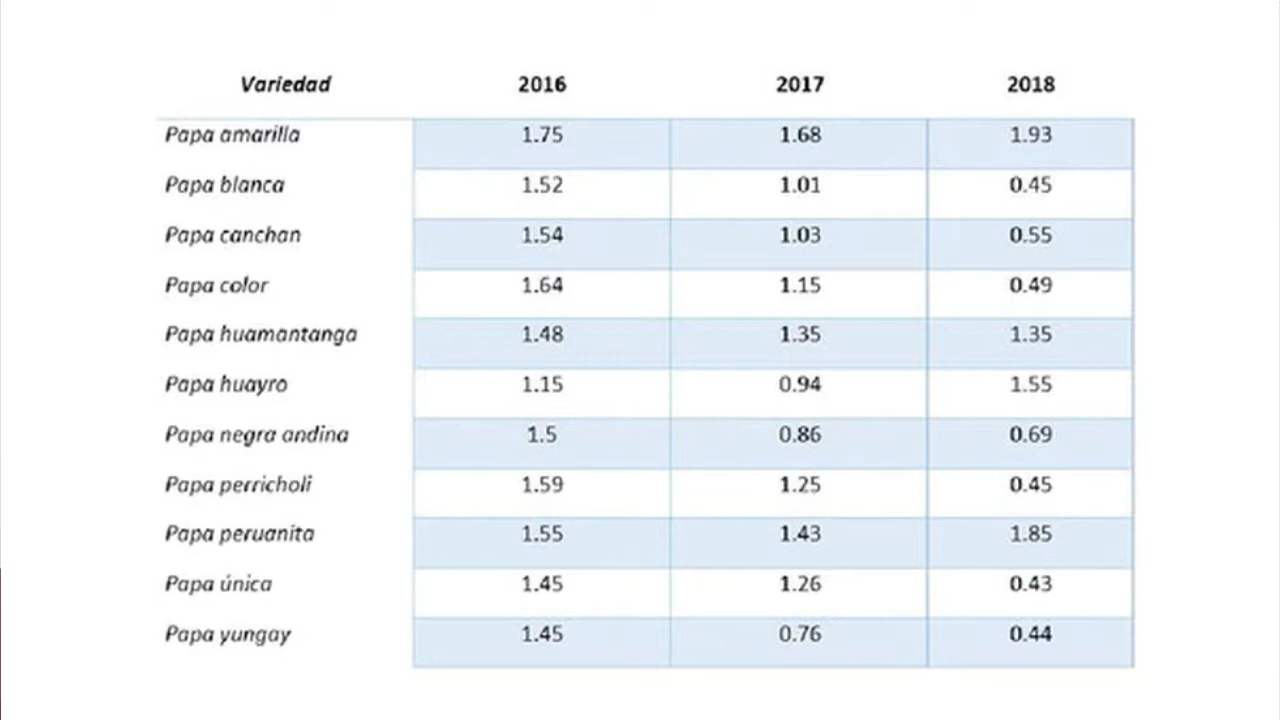 Variedad 2016 2017 2018
Papa amarilla 1.75 1.68 1.93
Papa blanca 1.52 1.01 0.45
Papa canchan 1.54 1.03 0.55
Papa color 1.64 1.15 0.49
Papa huamantanga 1.48 1.35 1.35
Papa huayro 1.15 0.94 1.55
Papa negra andina 1.5 0.86 0.69
Papa perricholi 1.59 1.25 0.45
Papa peruanita 1.55 1.43 1.85
Papa única 1.45 1.26 0.43
Papa yungay 1.45 0.76 0.44